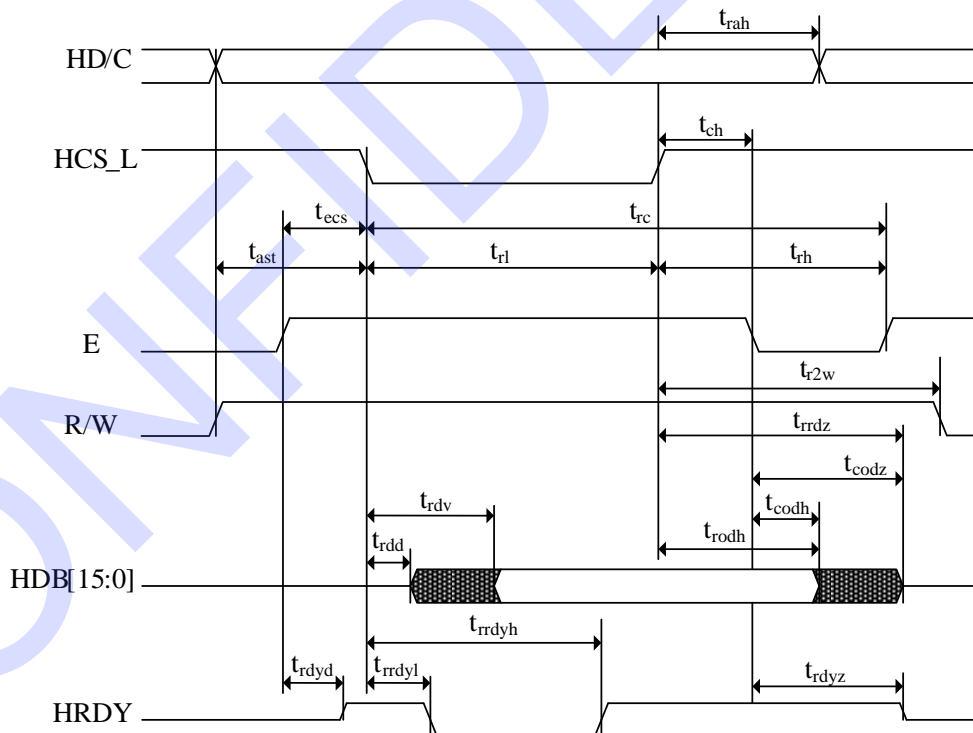 t_rah
HD/C
t_ch
HCS_L
t_ecs
t_rc
t_ast
t_rl
t_rh
E
t_r2w
R/W
t_rrdz
t_codz
t_rdv
t_codh
t_rdd
t_rodh
HDB[15:0]
t_rrdyh
t_rdyd
t_rrdyl
t_rdyz
HRDY
ONFIDE